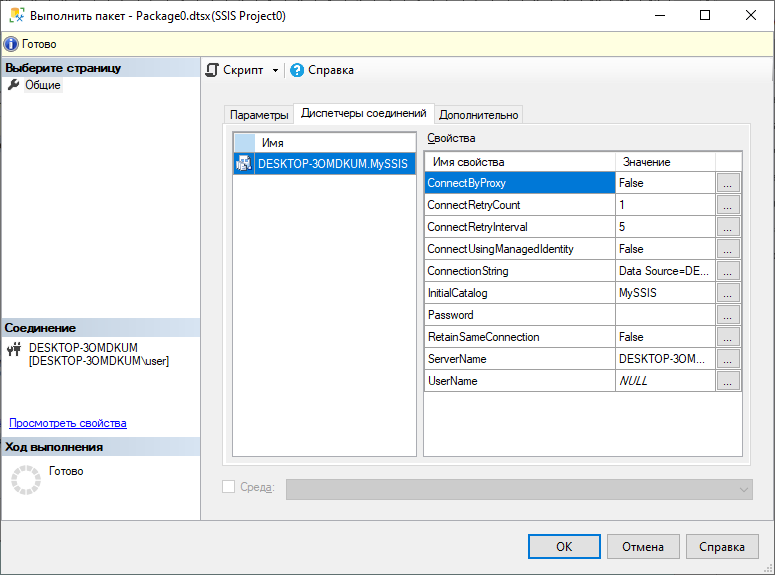 Выполнить пакет - Package0.dtsx(SSIS Project0)
Готово
Выберите страницу
Общие
Скрипт
Справка
Параметры
Диспетчеры соединений
Дополнительно
Имя
DESKTOP-3OMDKUM.MySSIS
Свойства
Имя свойства Значение
ConnectByProxy False ...
ConnectRetryCount 1 ...
ConnectRetryInterval 5 ...
ConnectUsingManagedIdentity False ...
ConnectionString Data Source=DE... ...
InitialCatalog MySSIS ...
Password ...
RetainSameConnection False ...
ServerName DESKTOP-3OM... ...
UserName NULL ...
Соединение
DESKTOP-3OMDKUM
[DESKTOP-3OMDKUM\user]
Просмотреть свойства
Ход выполнения
Готово
Среда:
OK
Отмена
Справка